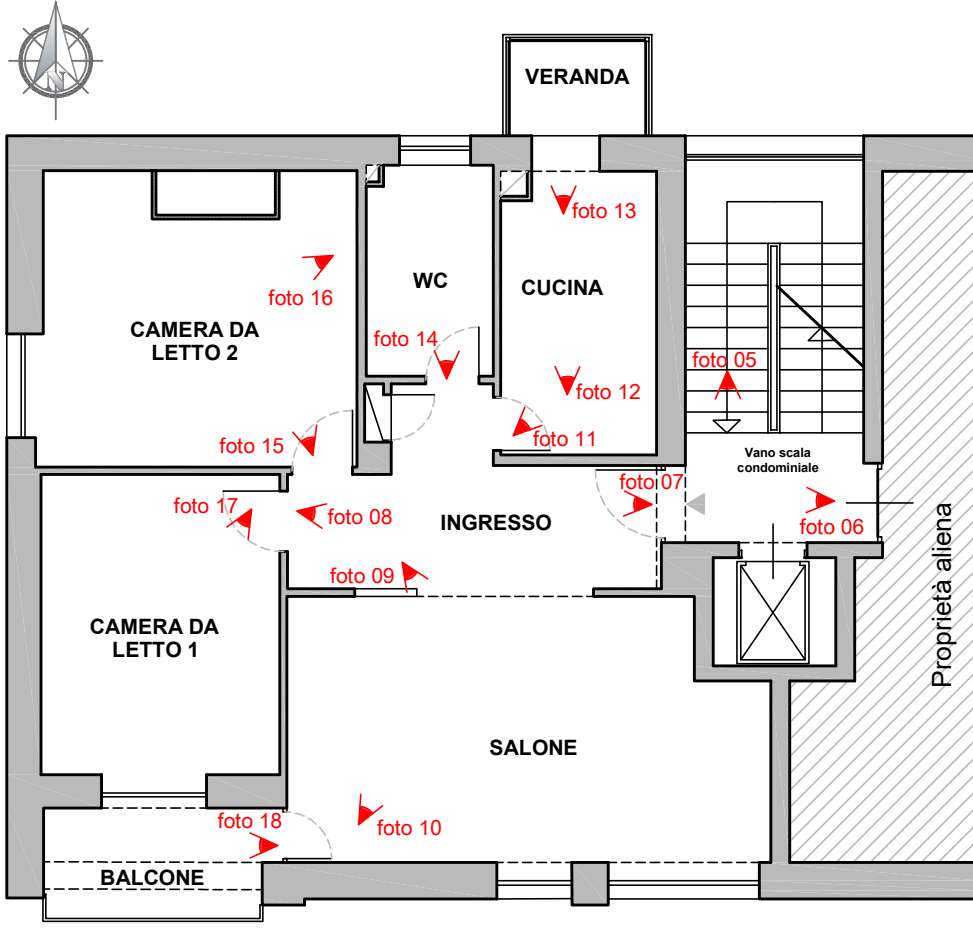 N
VERANDA
foto 13
foto 16
WC
CUCINA
CAMERA DA
LETTO 2
foto 14
foto 05
foto 12
foto 15
foto 11
Vano scala
condominiale
foto 07
foto 17
foto 08
INGRESSO
foto 06
foto 09
CAMERA DA
LETTO 1
Proprietà aliena
SALONE
foto 18
foto 10
BALCONE